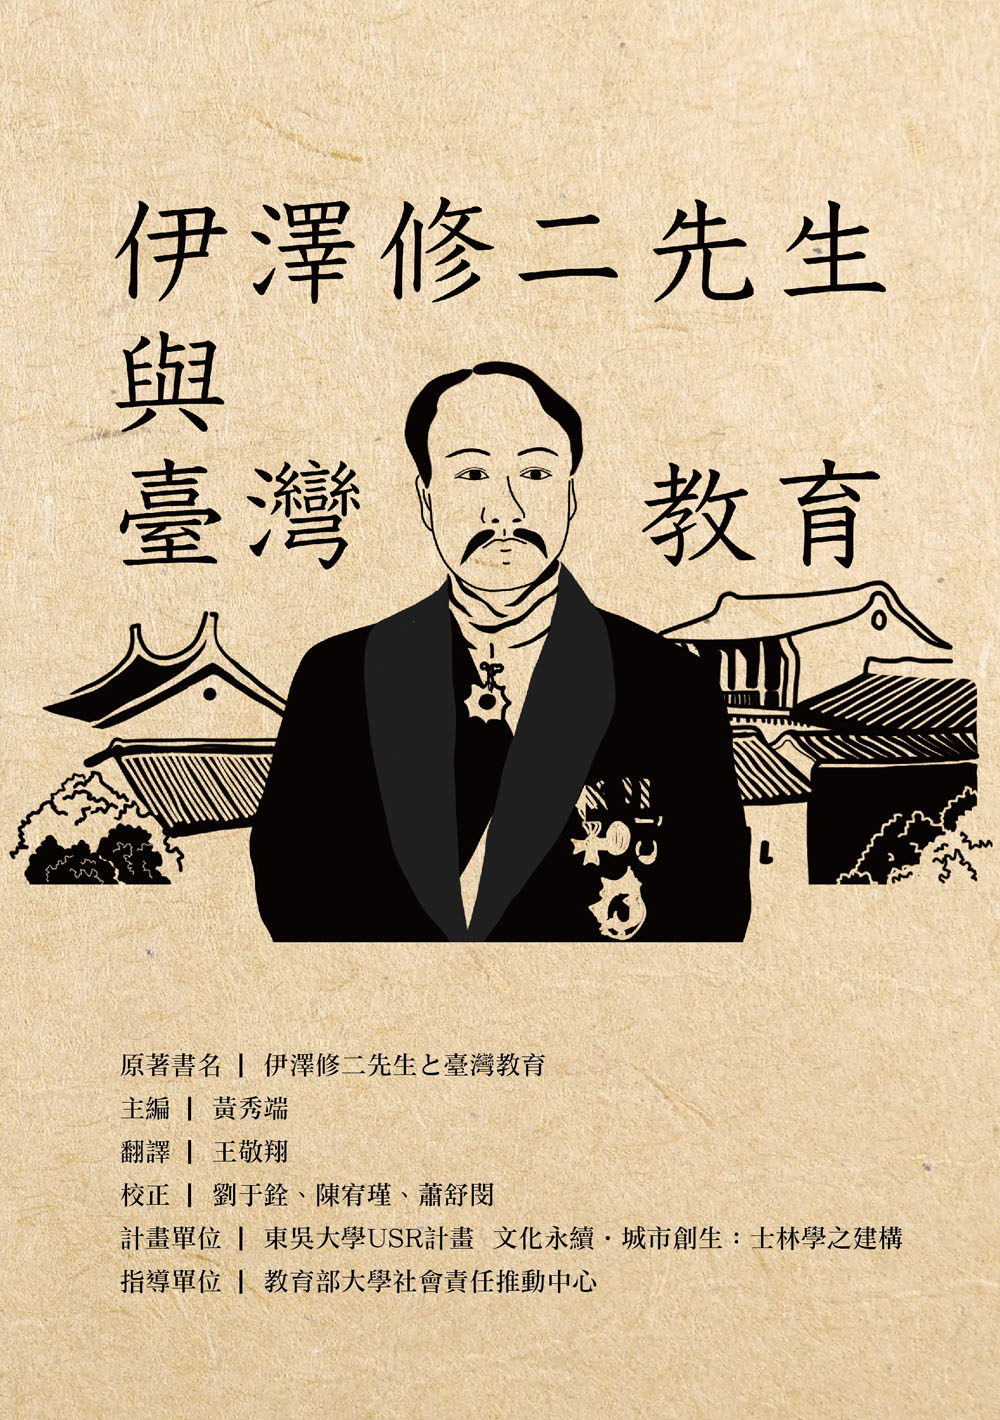 伊澤修二先生
與
臺灣教育
原著書名 | 伊澤修二先生と臺灣教育
主編 | 黃秀端
翻譯 | 王敬翔
校正 | 劉于銓、陳宥瑾、蕭舒閔
計畫單位 | 東吳大學USR計畫 文化永續・城市創生：士林學之建構
指導單位 | 教育部大學社會責任推動中心